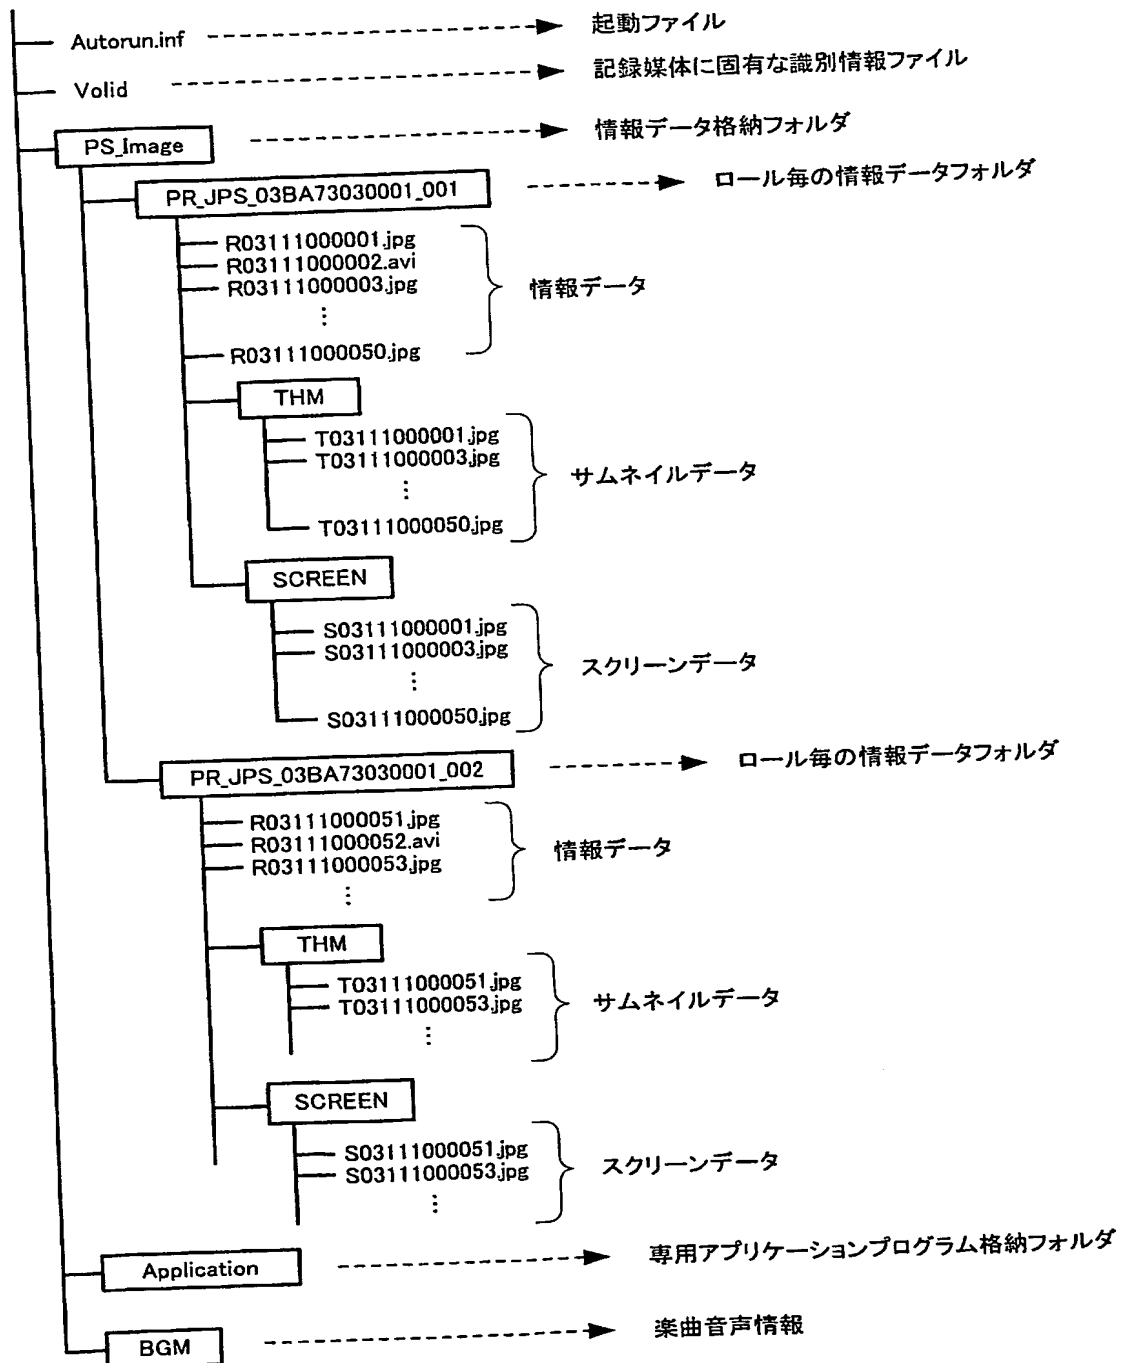 Autorun.inf 起動ファイル
Volid 記録媒体に固有な識別情報ファイル
PS_Image 情報データ格納フォルダ
PR_JPS_03BA73030001_001 ロール毎の情報データフォルダ
R03111000001.jpg
R03111000002.avi
R03111000003.jpg
情報データ
⋮
R03111000050.jpg
THM
T03111000001.jpg
T03111000003.jpg
サムネイルデータ
⋮
T03111000050.jpg
SCREEN
S03111000001.jpg
S03111000003.jpg
スクリーンデータ
⋮
S03111000050.jpg
PR_JPS_03BA73030001_002 ロール毎の情報データフォルダ
R03111000051.jpg
R03111000052.avi
R03111000053.jpg
情報データ
⋮
THM
T03111000051.jpg
T03111000053.jpg
サムネイルデータ
⋮
SCREEN
S03111000051.jpg
S03111000053.jpg
スクリーンデータ
⋮
Application 専用アプリケーションプログラム格納フォルダ
BGM 楽曲音声情報